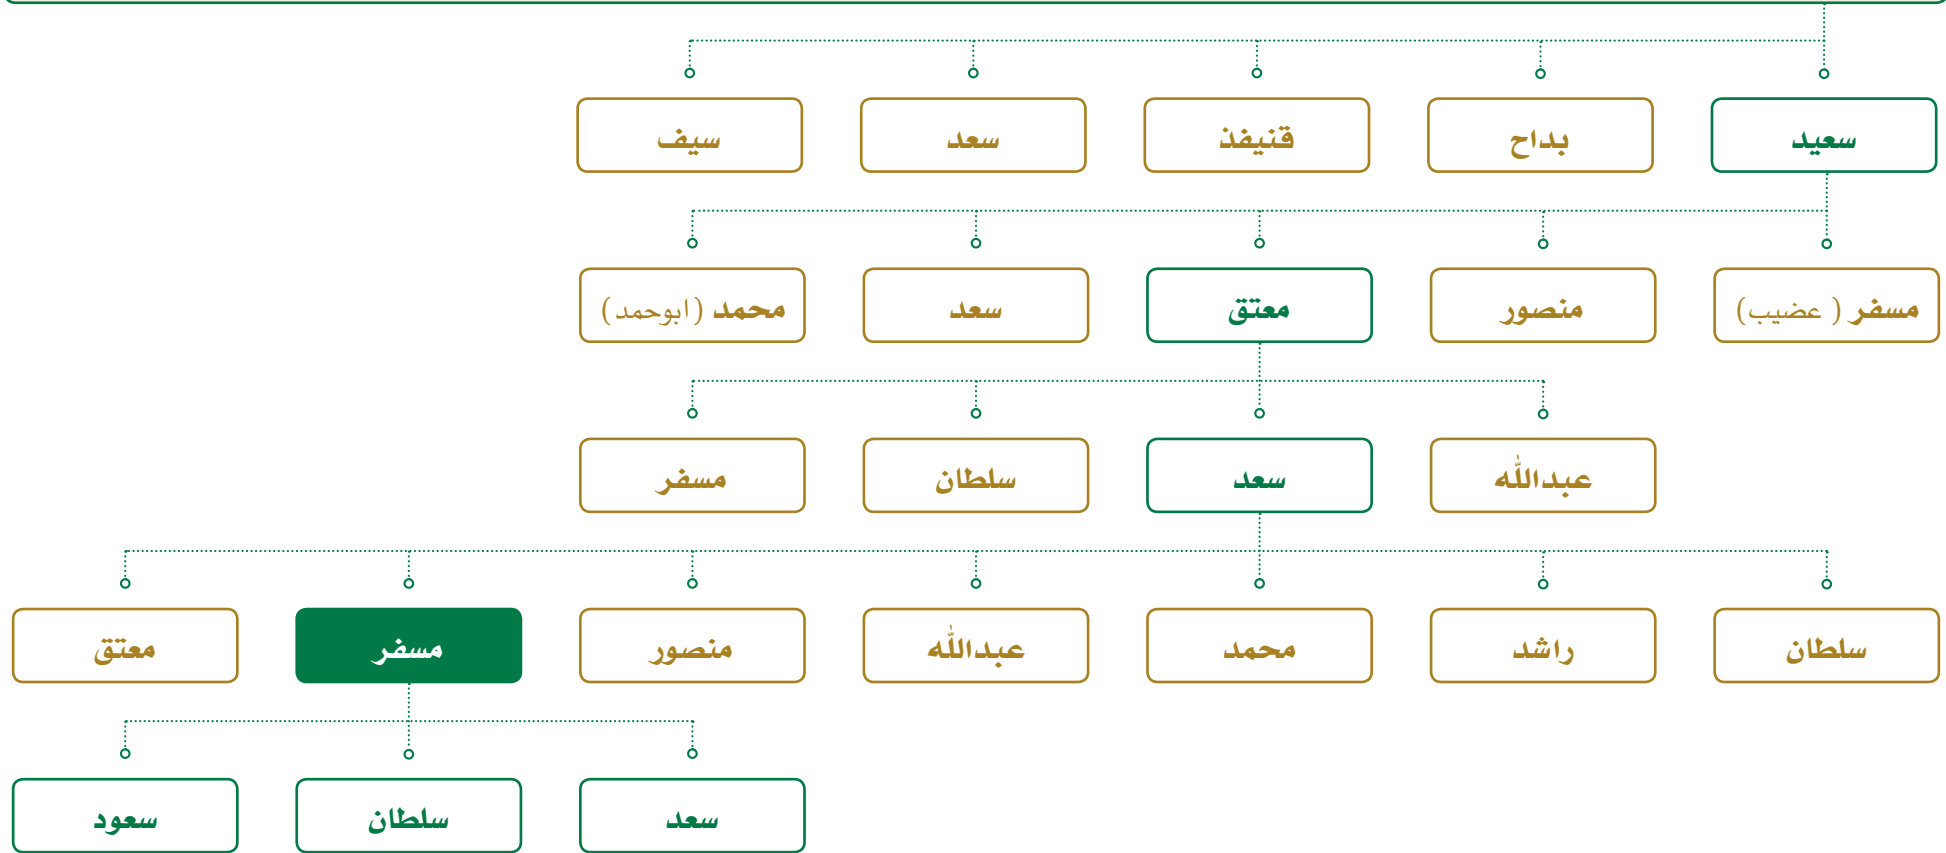 سعيد
بداح
قنيفذ
سعد
سيف
مسفر ( عضيب )
منصور
معتق
سعد
محمد ( ابوحمد )
عبدالله
سعد
سلطان
مسفر
سلطان
راشد
محمد
عبدالله
منصور
مسفر
معتق
سعد
سلطان
سعود